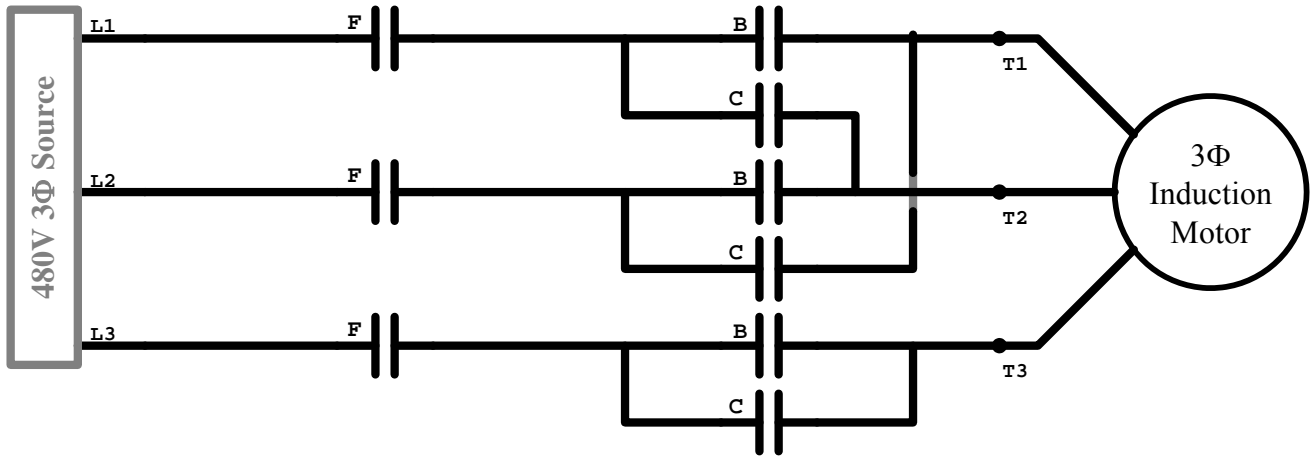 480V 3Φ Source
L1
F
B
T1
C
L2
F
B
T2
C
L3
F
B
T3
C
3Φ
Induction
Motor